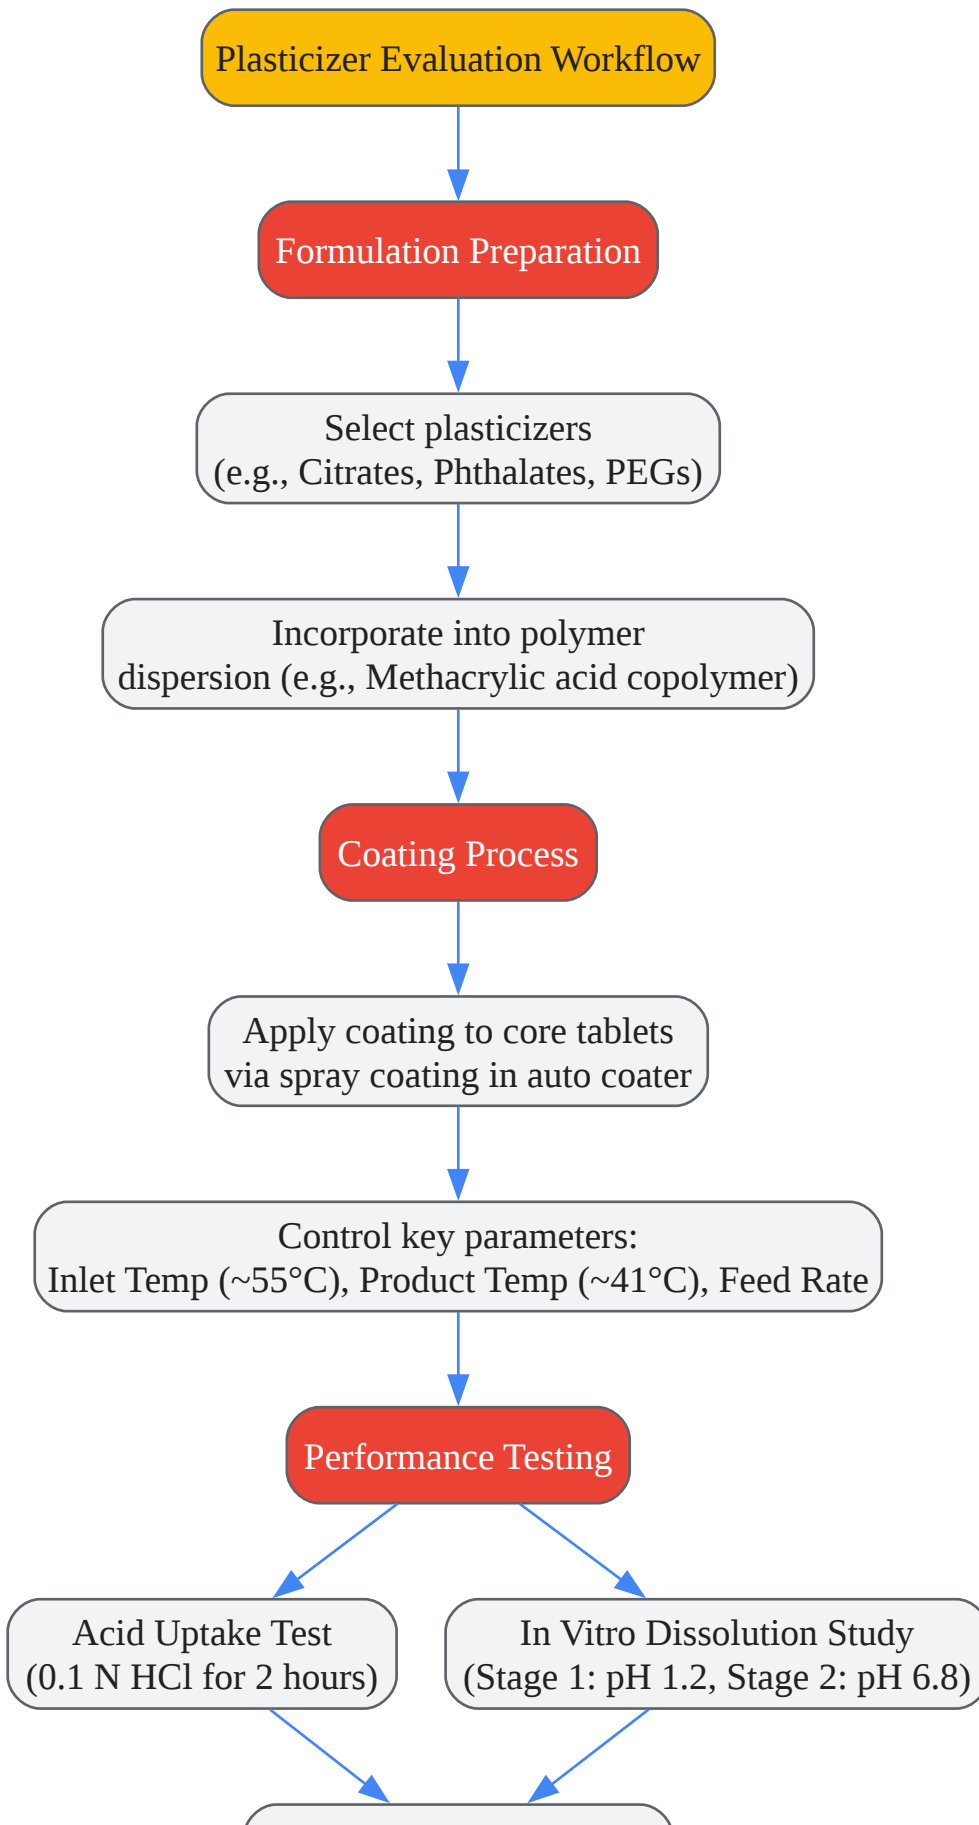 Plasticizer Evaluation Workflow
Formulation Preparation
Select plasticizers
(e.g., Citrates, Phthalates, PEGs)
Incorporate into polymer
dispersion (e.g., Methacrylic acid copolymer)
Coating Process
Apply coating to core tablets
via spray coating in auto coater
Control key parameters:
Inlet Temp (~55°C), Product Temp (~41°C), Feed Rate
Performance Testing
Acid Uptake Test
(0.1 N HCl for 2 hours)
In Vitro Dissolution Study
(Stage 1: pH 1.2, Stage 2: pH 6.8)